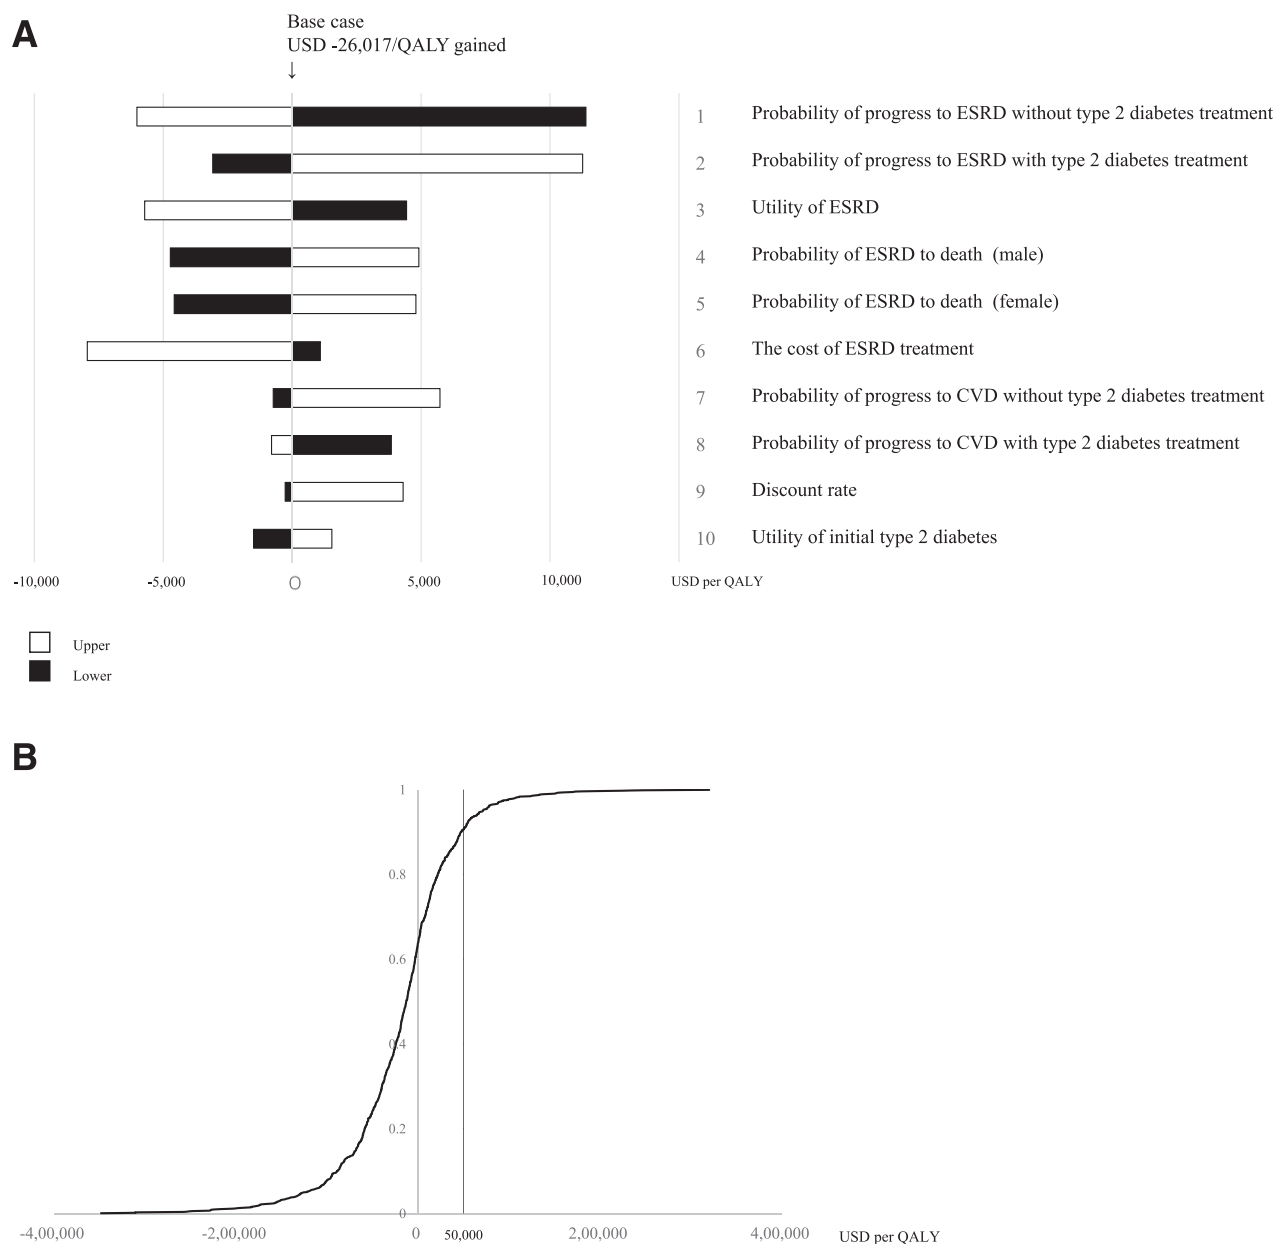 A
Base case
USD -26,017/QALY gained
↓
1 Probability of progress to ESRD without type 2 diabetes treatment
2 Probability of progress to ESRD with type 2 diabetes treatment
3 Utility of ESRD
4 Probability of ESRD to death (male)
5 Probability of ESRD to death (female)
6 The cost of ESRD treatment
7 Probability of progress to CVD without type 2 diabetes treatment
8 Probability of progress to CVD with type 2 diabetes treatment
9 Discount rate
10 Utility of initial type 2 diabetes
-10,000 -5,000 0 5,000 10,000 USD per QALY
Upper
Lower
B
1
0.8
0.6
0.4
0.2
0
-4,00,000 -2,00,000 0 50,000 2,00,000 4,00,000 USD per QALY